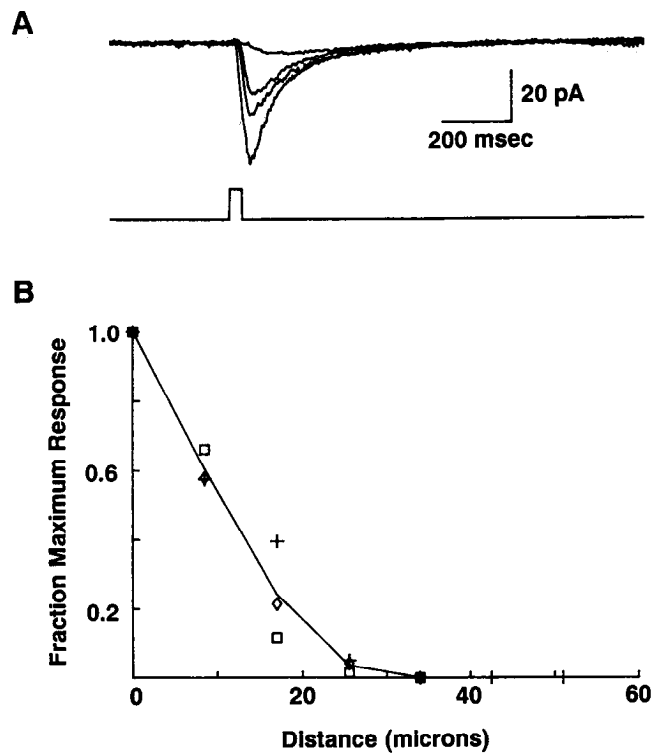 A
20 pA
200 msec
B
Fraction Maximum Response
1.0
0.6
0.2
0 20 40 60
Distance (microns)